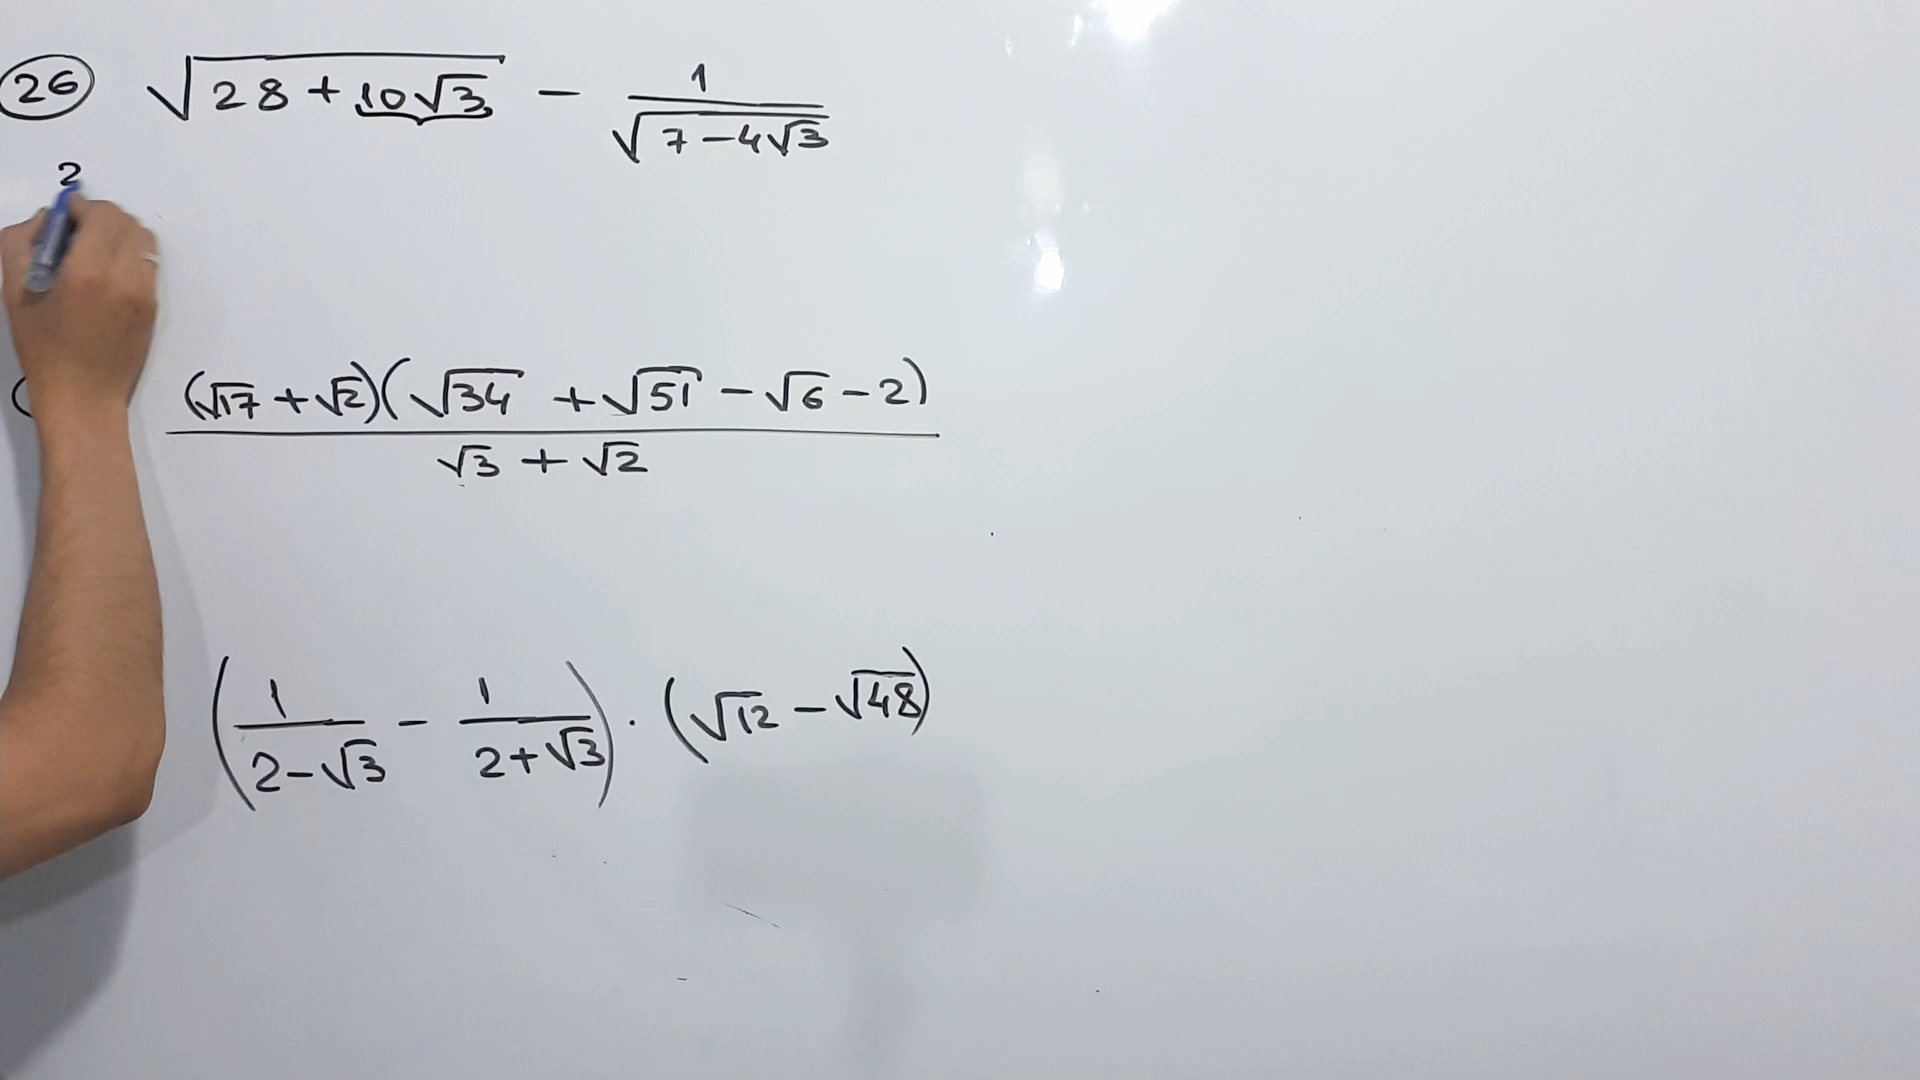 26 √(28 + 10√3) − 1/√(7 − 4√3)
2
(√17 + √2)(√34 + √51 − √6 − 2)
√3 + √2
(1/(2−√3) − 1/(2+√3)) · (√12 − √48)